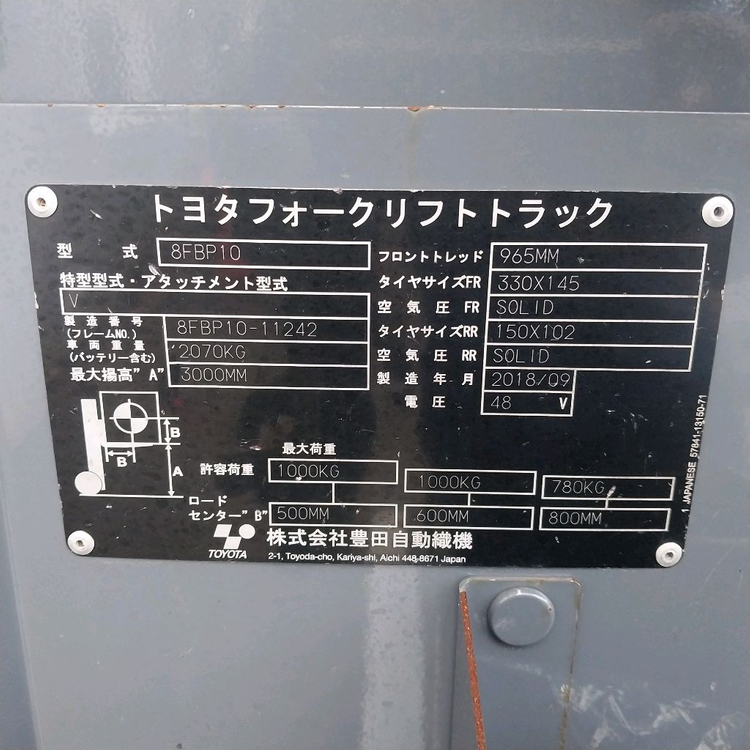 トヨタフォークリフトトラック
型 式 8FBP10
特型型式・アタッチメント型式
V
製造番号 (フレームNO.) 8FBP10-11242
車両重量 (バッテリー含む) 2070KG
最大揚高"A" 3000MM
フロントトレッド 965MM
タイヤサイズFR 330X145
空気圧 FR SOLID
タイヤサイズRR 150X102
空気圧 RR SOLID
製造年月 2018/09
電圧 48 V
B
B
A
最大荷重
許容荷重 1000KG 1000KG 780KG
ロードセンター"B" 500MM 600MM 800MM
TOYOTA
株式会社豊田自動織機
2-1, Toyoda-cho, Kariya-shi, Aichi 448-8671 Japan
1 JAPANESE 57841-13150-71